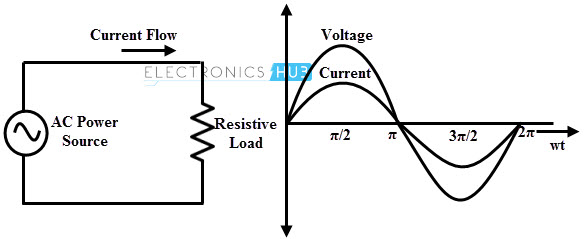 Current Flow
ELECTRONICS HUB
AC Power
Source
Resistive
Load
Voltage
Current
π/2
π
3π/2
2π
wt